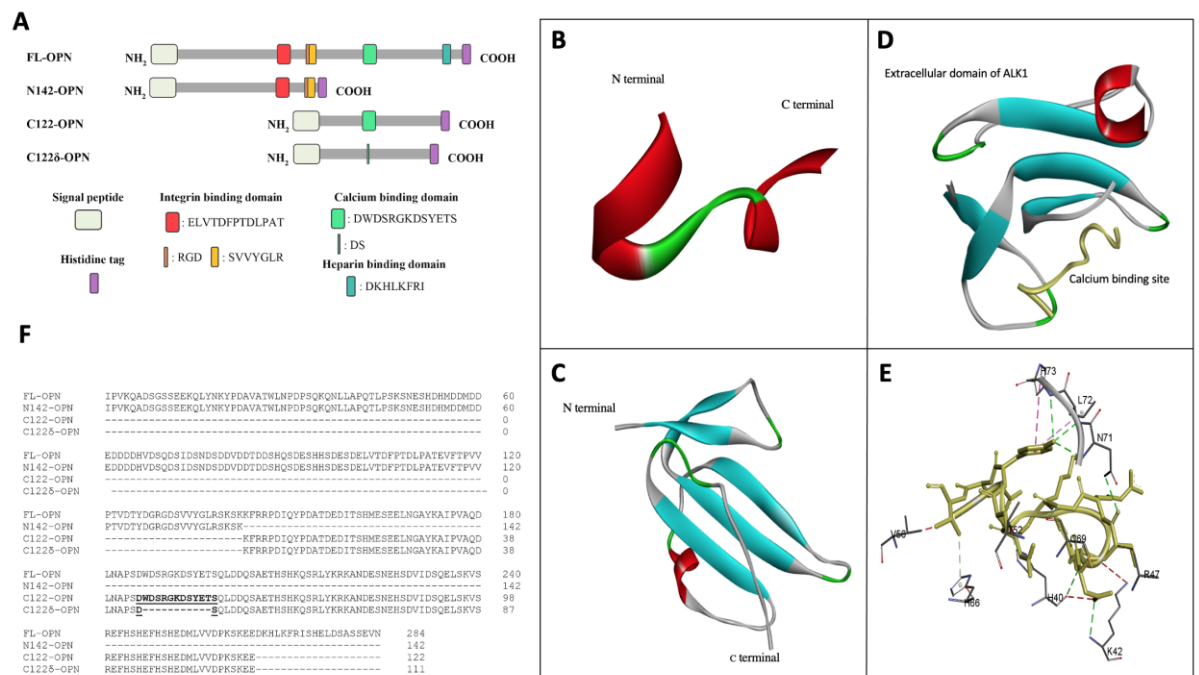 A
FL-OPN NH2 COOH
N142-OPN NH2 COOH
C122-OPN NH2 COOH
C122δ-OPN NH2 COOH
Signal peptide
Integrin binding domain
Calcium binding domain
: ELVTDFPTDLPAT
: DWDSRGKDSYETS
: DS
Histidine tag
: RGD
: SVVYGLR
Heparin binding domain
: DKHLKFRI
F
FL-OPN IPVKQADSGSSEEKQLYNKYPDAVATWLNPDPSQKQNLLAPQTLPSKSNESHDHMDDMDD 60
N142-OPN IPVKQADSGSSEEKQLYNKYPDAVATWLNPDPSQKQNLLAPQTLPSKSNESHDHMDDMDD 60
C122-OPN ------------------------------------------------------------ 0
C122δ-OPN ------------------------------------------------------------ 0
FL-OPN EDDDDHVDSQDSIDSNDSDDVDDTDDSHQSDESHHSDESDELVTDFPTDLPATEVFTPVV 120
N142-OPN EDDDDHVDSQDSIDSNDSDDVDDTDDSHQSDESHHSDESDELVTDFPTDLPATEVFTPVV 120
C122-OPN ------------------------------------------------------------ 0
C122δ-OPN ------------------------------------------------------------ 0
FL-OPN PTVDTYDGRGDSVVYGLRSKSKKFRRPDIQYPDATDEDITSHMESEELNGAYKAIPVAQD 180
N142-OPN PTVDTYDGRGDSVVYGLRSKSK-------------------------------------- 142
C122-OPN ----------------------KFRRPDIQYPDATDEDITSHMESEELNGAYKAIPVAQD 38
C122δ-OPN ----------------------KFRRPDIQYPDATDEDITSHMESEELNGAYKAIPVAQD 38
FL-OPN LNAPSDWDSRGKDSYETSQLDDQSAETHSHKQSRLYKRKANDESNEHSDVIDSQELSKVS 240
N142-OPN ------------------------------------------------------------ 142
C122-OPN LNAPSDWDSRGKDSYETSQLDDQSAETHSHKQSRLYKRKANDESNEHSDVIDSQELSKVS 98
C122δ-OPN LNAPSD-----------SQLDDQSAETHSHKQSRLYKRKANDESNEHSDVIDSQELSKVS 87
FL-OPN REFHSHEFHSHEDMLVVDPKSKEEDKHLKFRISHELDSASSEVN 284
N142-OPN -------------------------------------------- 142
C122-OPN REFHSHEFHSHEDMLVVDPKSKEE-------------------- 122
C122δ-OPN REFHSHEFHSHEDMLVVDPKSKEE-------------------- 111
B
N terminal
C terminal
C
N terminal
C terminal
D
Extracellular domain of ALK1
Calcium binding site
E
L72
N71
R47
H40
H66
K42